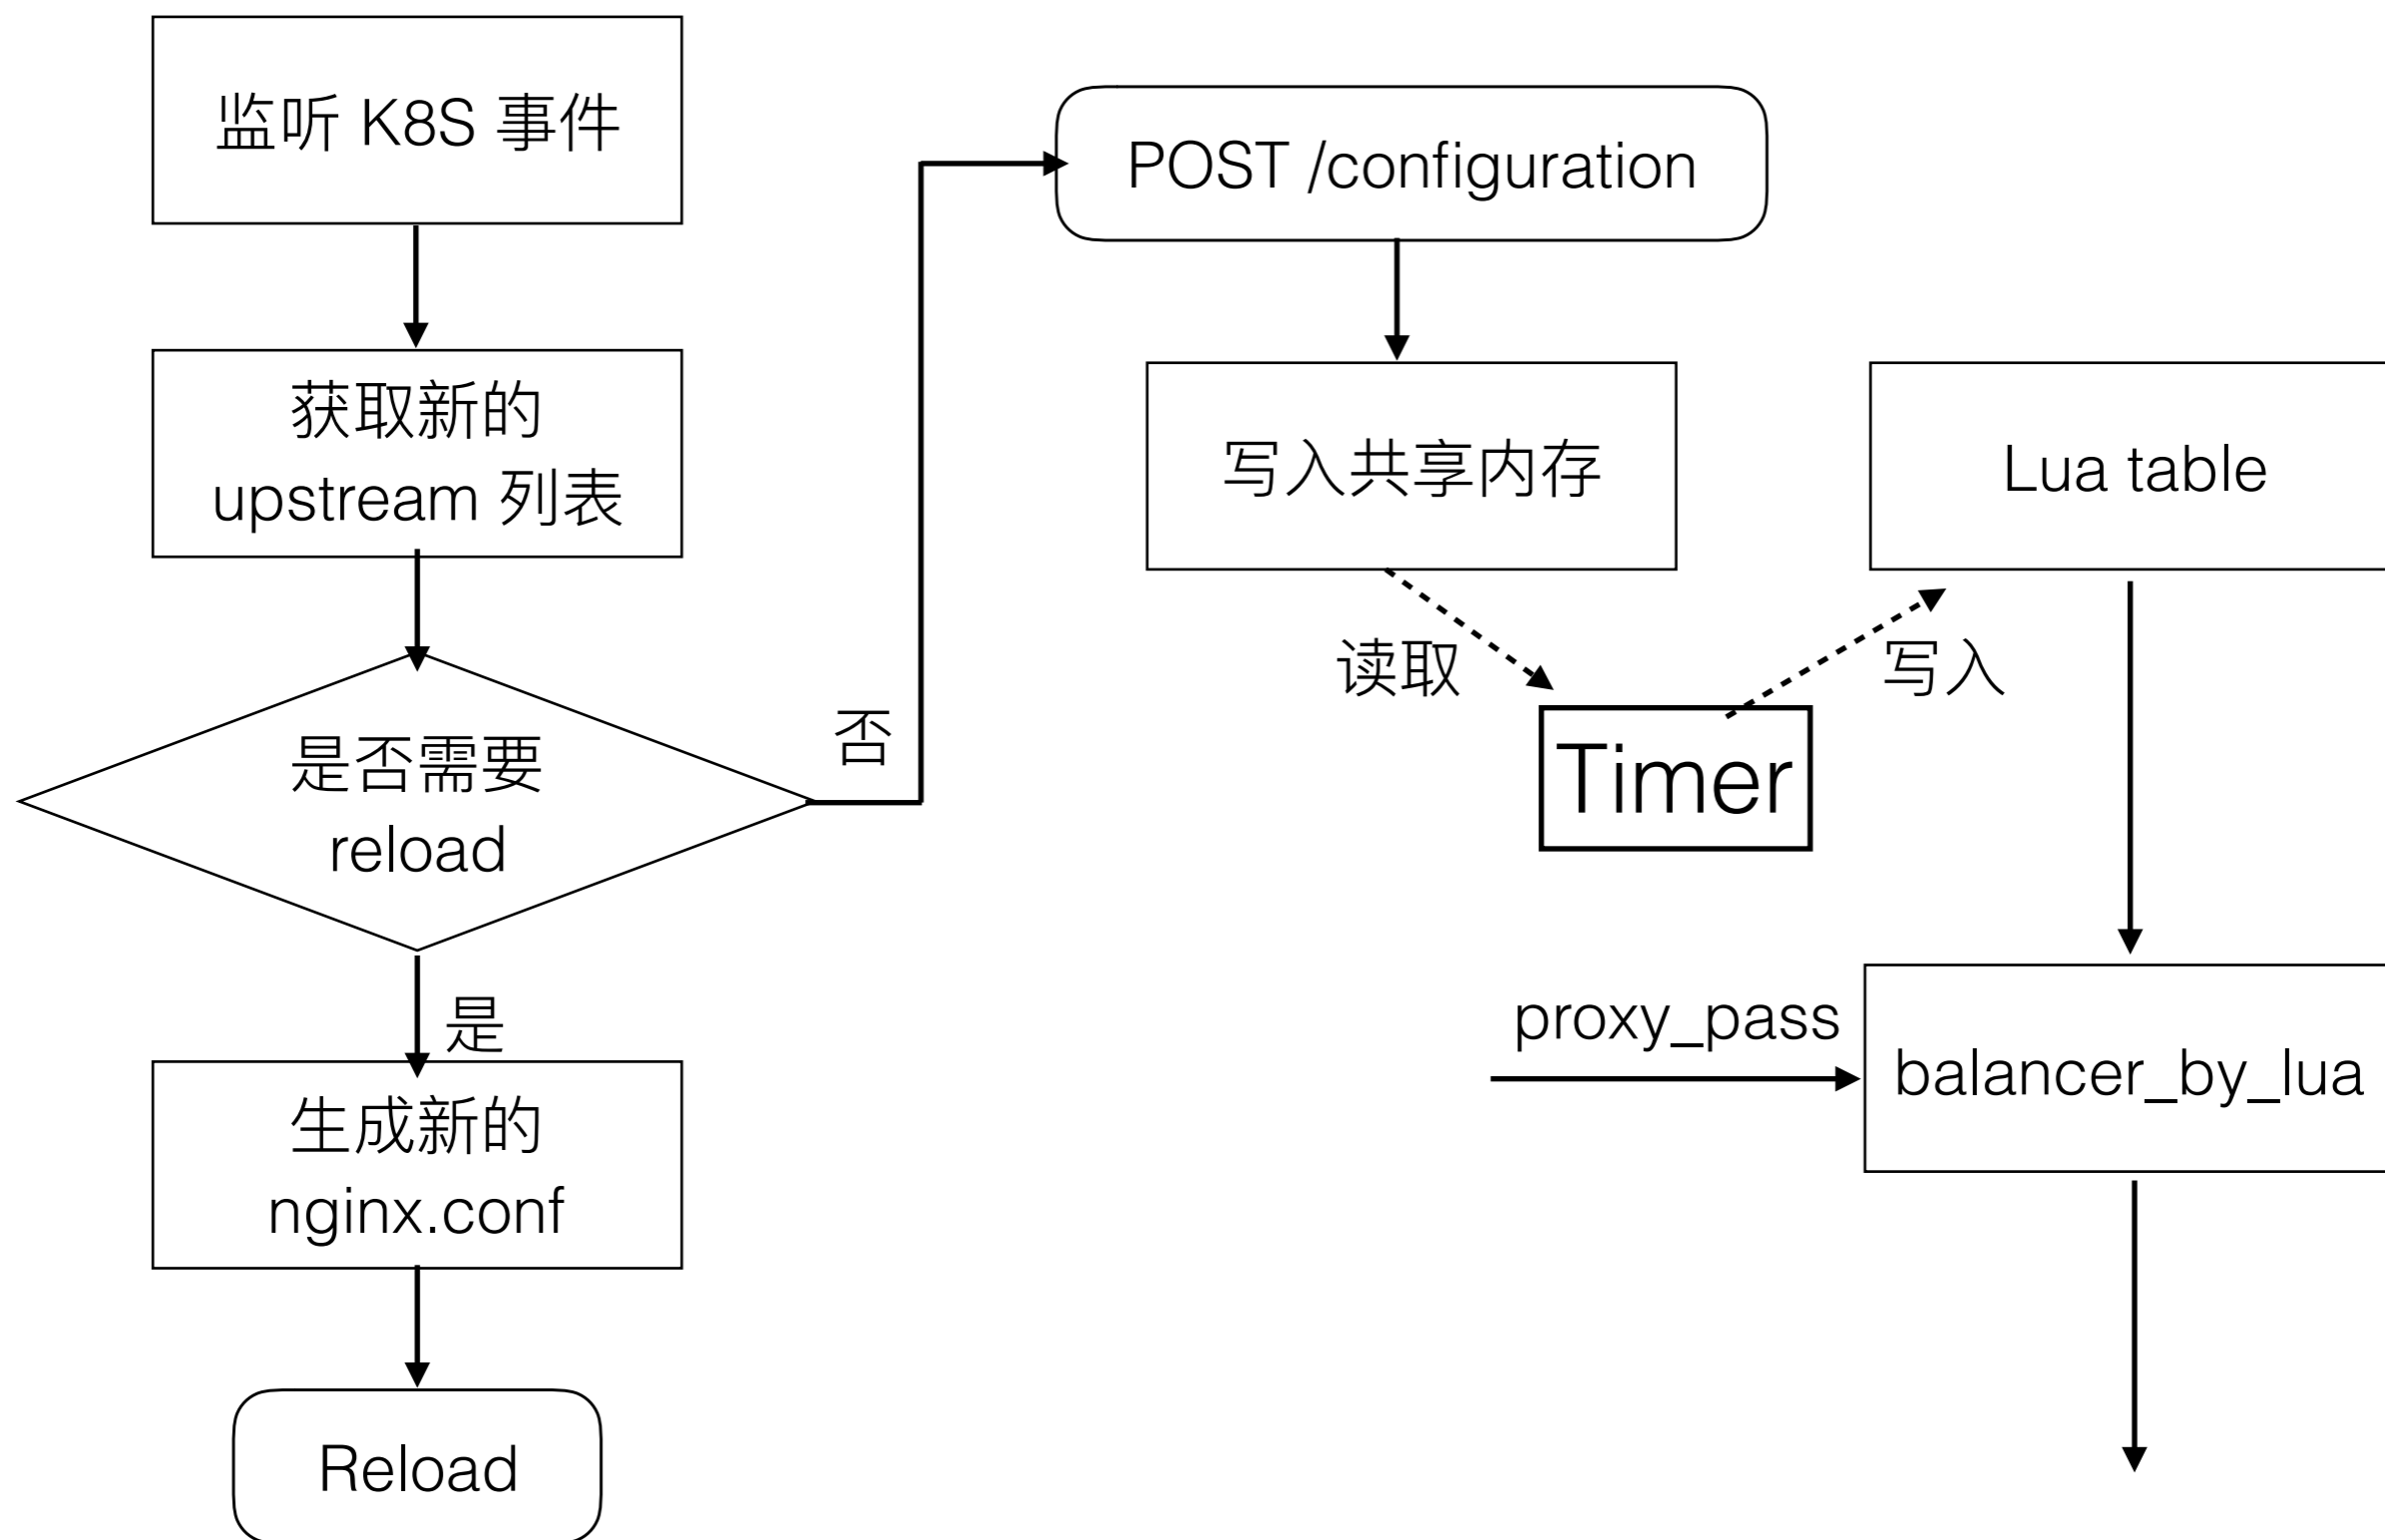 监听 K8S 事件
获取新的
upstream 列表
是否需要
reload
否
是
生成新的
nginx.conf
Reload
POST /configuration
写入共享内存
Lua table
读取
写入
Timer
proxy_pass
balancer_by_lua